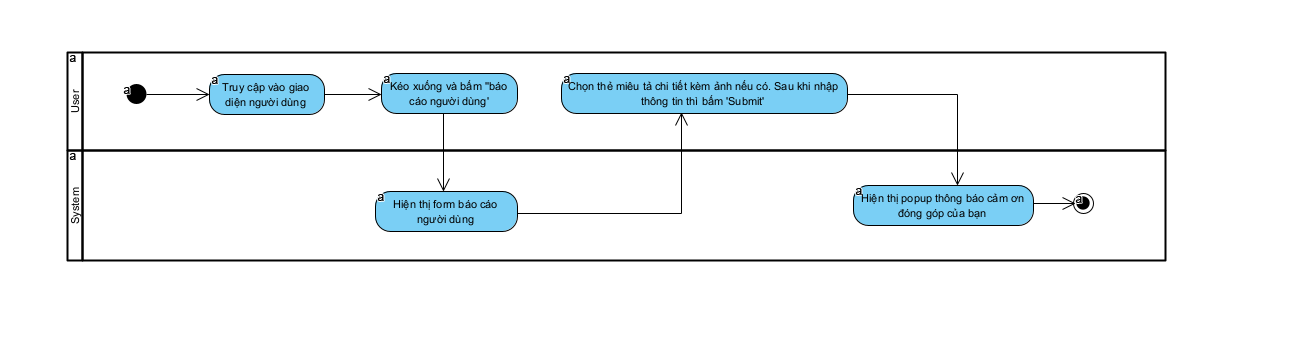 a
User
a
a
Truy cập vào giao
diện người dùng
a
Kéo xuống và bấm "báo
cáo người dùng'
a
Chọn thẻ miêu tả chi tiết kèm ảnh nếu có. Sau khi nhập
thông tin thì bấm 'Submit'
a
System
a
Hiện thị form báo cáo
người dùng
a
Hiện thị popup thông báo cảm ơn
đóng góp của bạn
a